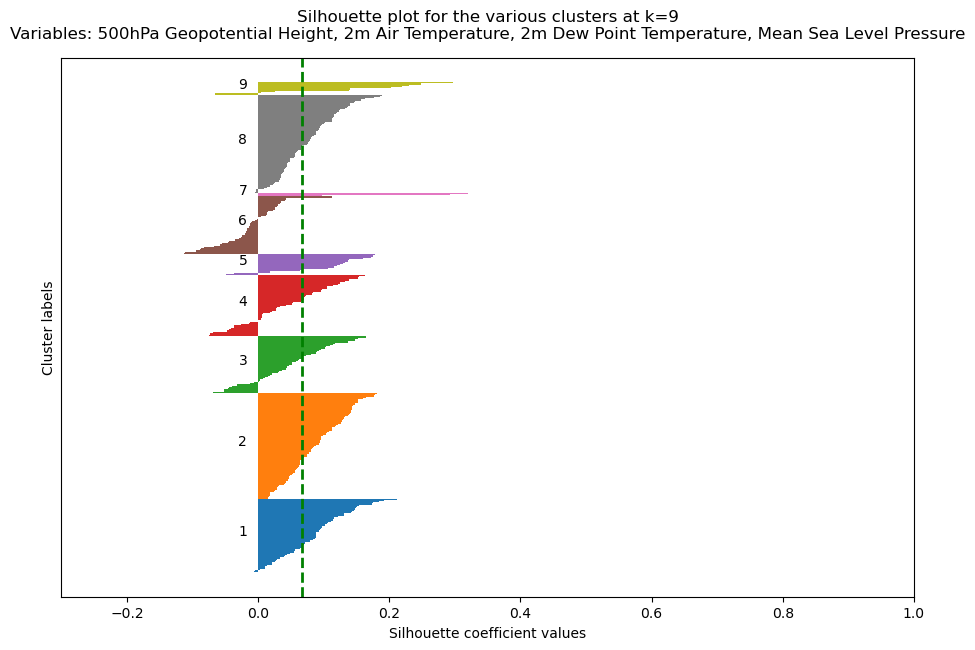 Silhouette plot for the various clusters at k=9
Variables: 500hPa Geopotential Height, 2m Air Temperature, 2m Dew Point Temperature, Mean Sea Level Pressure
9
8
7
6
5
4
3
2
1
Cluster labels
−0.2 0.0 0.2 0.4 0.6 0.8 1.0
Silhouette coefficient values